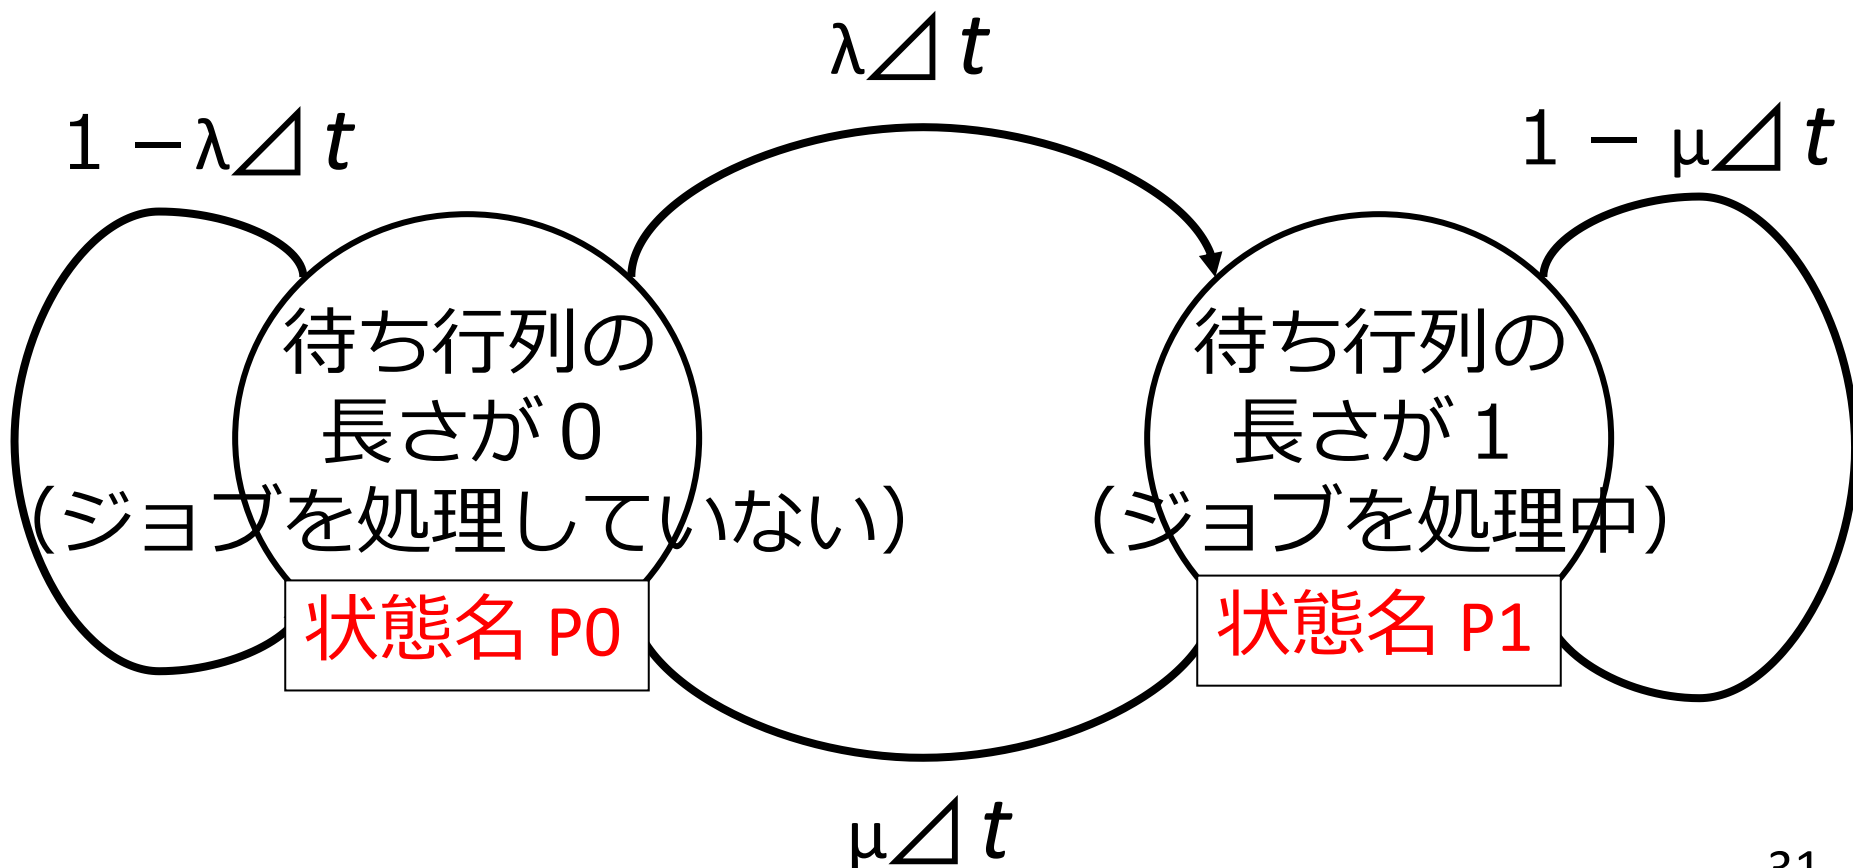 λ⊿t
1－λ⊿t
1－μ⊿t
待ち行列の
長さが0
（ジョブを処理していない）
状態名 P0
待ち行列の
長さが1
（ジョブを処理中）
状態名 P1
μ⊿t
31